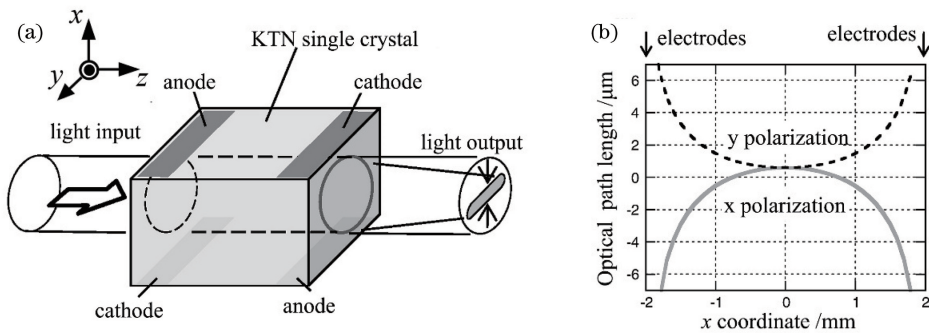 (a)
x
y
z
KTN single crystal
anode
cathode
light input
light output
cathode
anode
(b)
electrodes
electrodes
Optical path length /μm
6
4
2
0
-2
-4
-6
y polarization
x polarization
-2
-1
0
1
2
x coordinate /mm